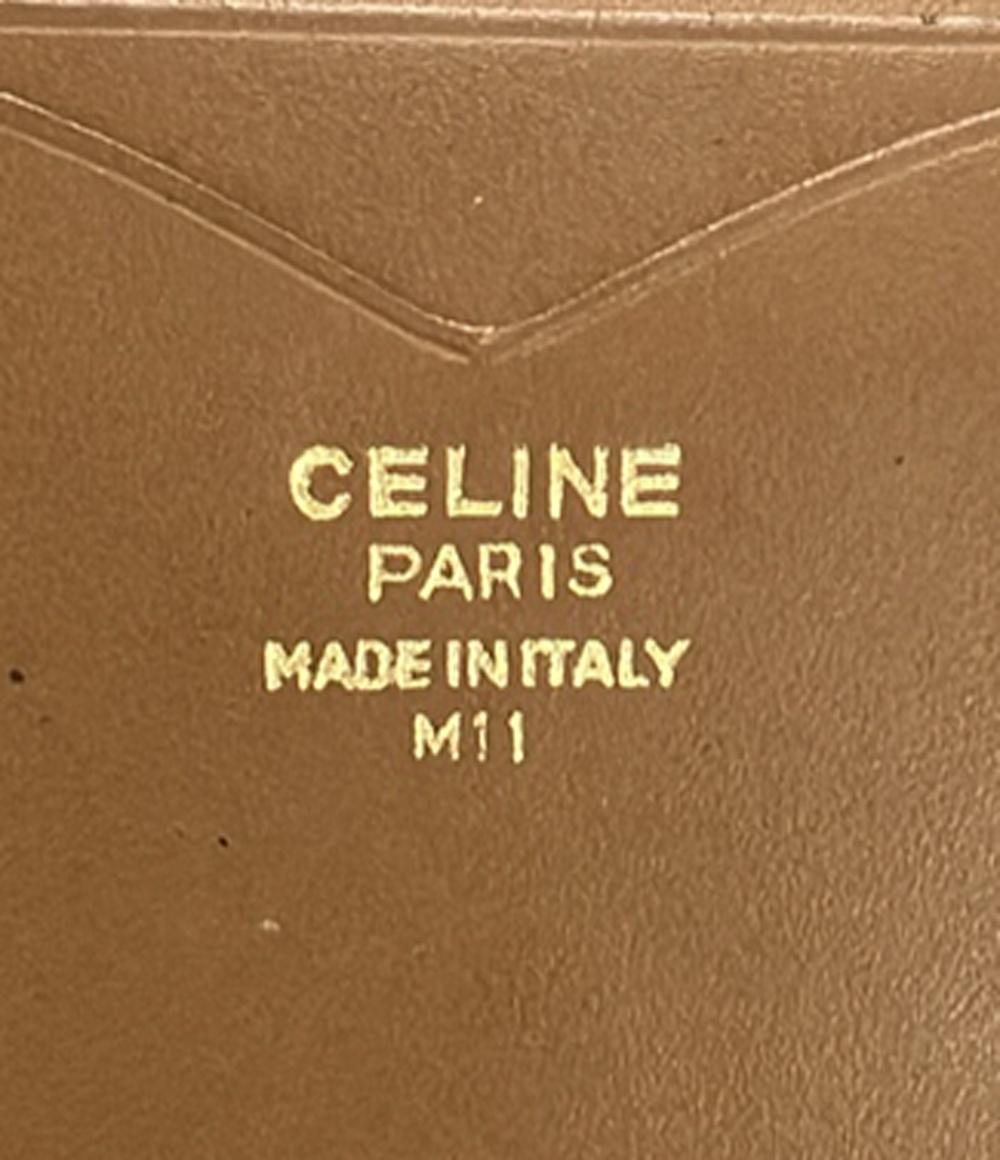 CELINE
PARIS
MADE IN ITALY
M11